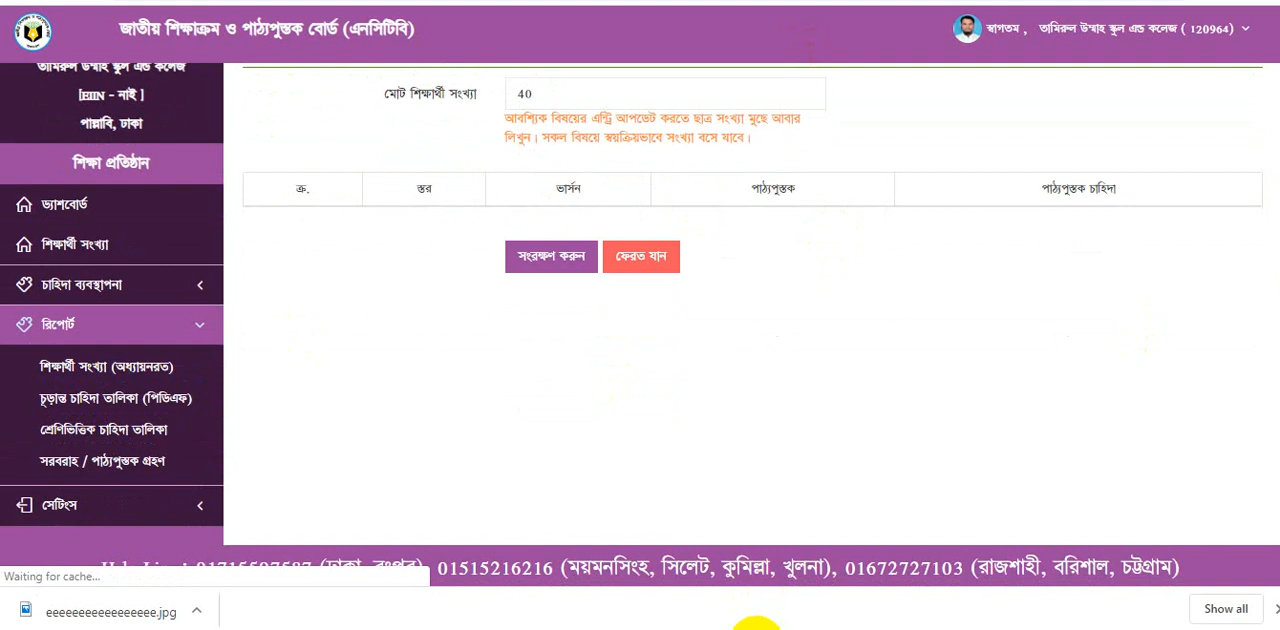 জাতীয় শিক্ষাক্রম ও পাঠ্যপুস্তক বোর্ড (এনসিটিবি)
স্বাগতম , তামিরুল উম্মাহ স্কুল এন্ড কলেজ ( 120964)
তামিরুল উম্মাহ স্কুল এন্ড কলেজ
[EIIN - নাই ]
পাল্লাবি, ঢাকা
শিক্ষা প্রতিষ্ঠান
ড্যাশবোর্ড
শিক্ষার্থী সংখ্যা
চাহিদা ব্যবস্থাপনা
রিপোর্ট
শিক্ষার্থী সংখ্যা (অধ্যায়নরত)
চূড়ান্ত চাহিদা তালিকা (পিডিএফ)
শ্রেণিভিত্তিক চাহিদা তালিকা
সরবরাহ / পাঠ্যপুস্তক গ্রহণ
সেটিংস
মোট শিক্ষার্থী সংখ্যা 40
আবশ্যিক বিষয়ের এন্ট্রি আপডেট করতে ছাত্র সংখ্যা মুছে আবার
লিখুন। সকল বিষয়ে স্বয়ক্রিয়ভাবে সংখ্যা বসে যাবে।
ক্র. স্তর ভার্সন পাঠ্যপুস্তক পাঠ্যপুস্তক চাহিদা
সংরক্ষণ করুন ফেরত যান
01515216216 (ময়মনসিংহ, সিলেট, কুমিল্লা, খুলনা), 01672727103 (রাজশাহী, বরিশাল, চট্টগ্রাম)
Waiting for cache...
eeeeeeeeeeeeeeeee.jpg
Show all